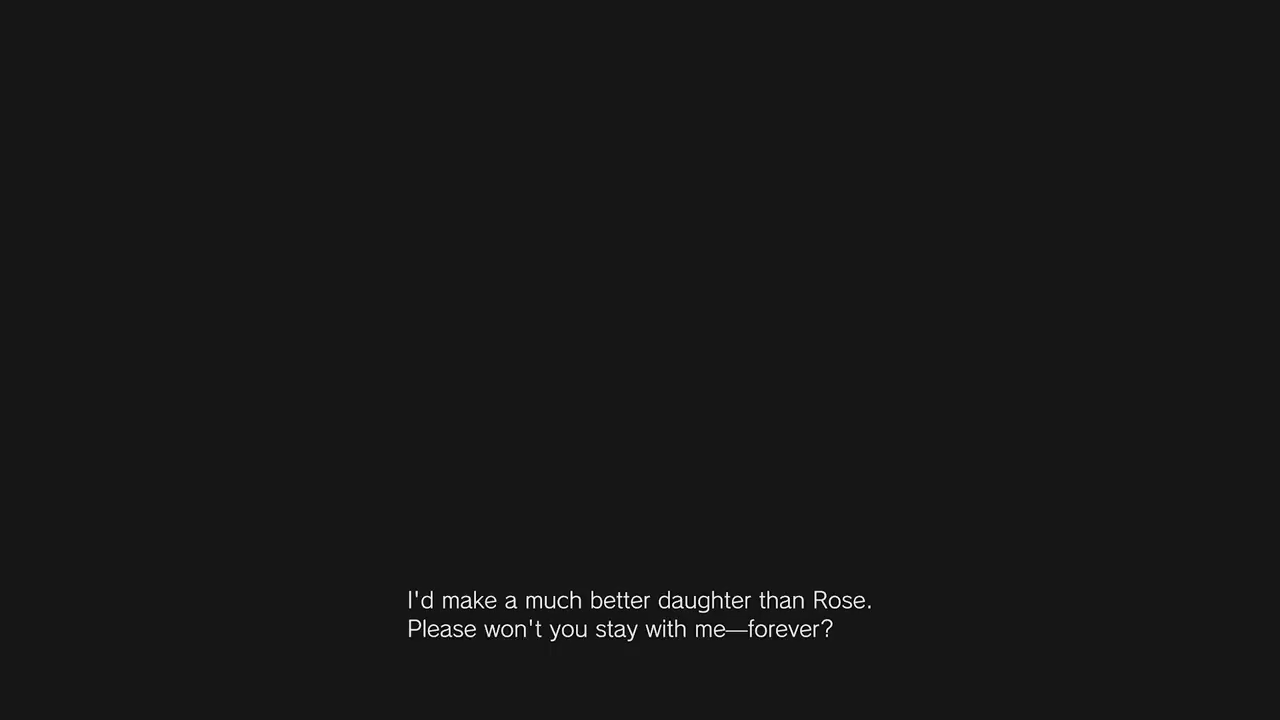 I'd make a much better daughter than Rose.
Please won't you stay with me—forever?